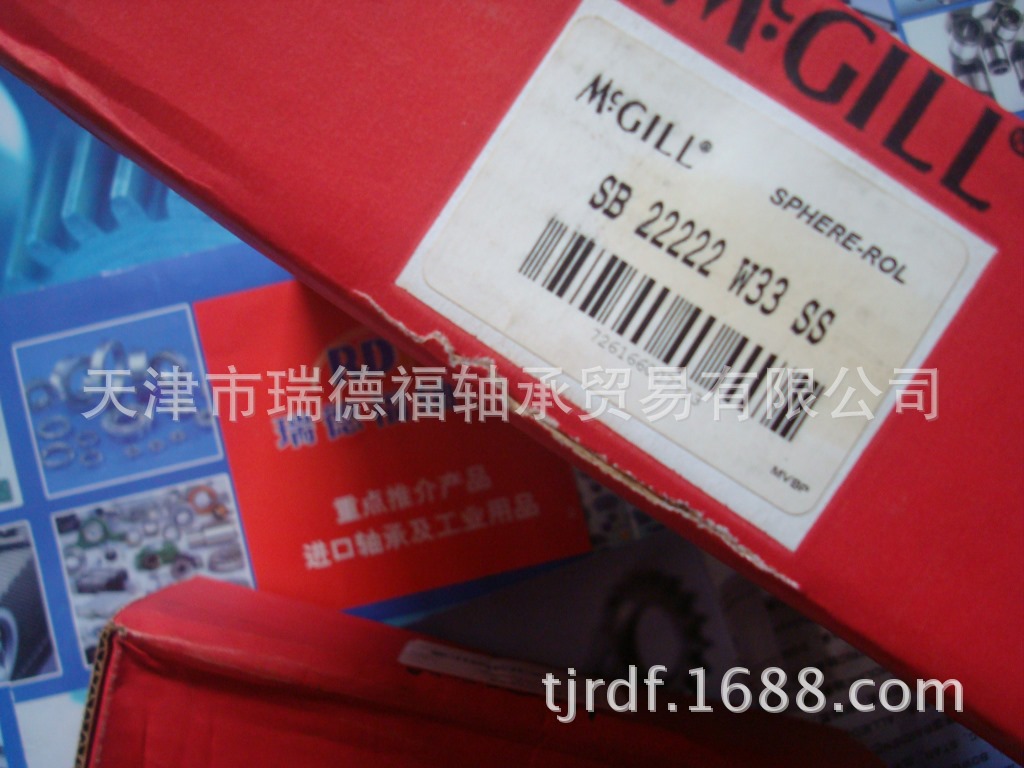 McGILL®
McGILL®
SPHERE-ROL
SB 22222 W33 SS
MVBP
天津市瑞德福轴承贸易有限公司
RD
重点推介产品
进口轴承及工业用品
tjrdf.1688.com